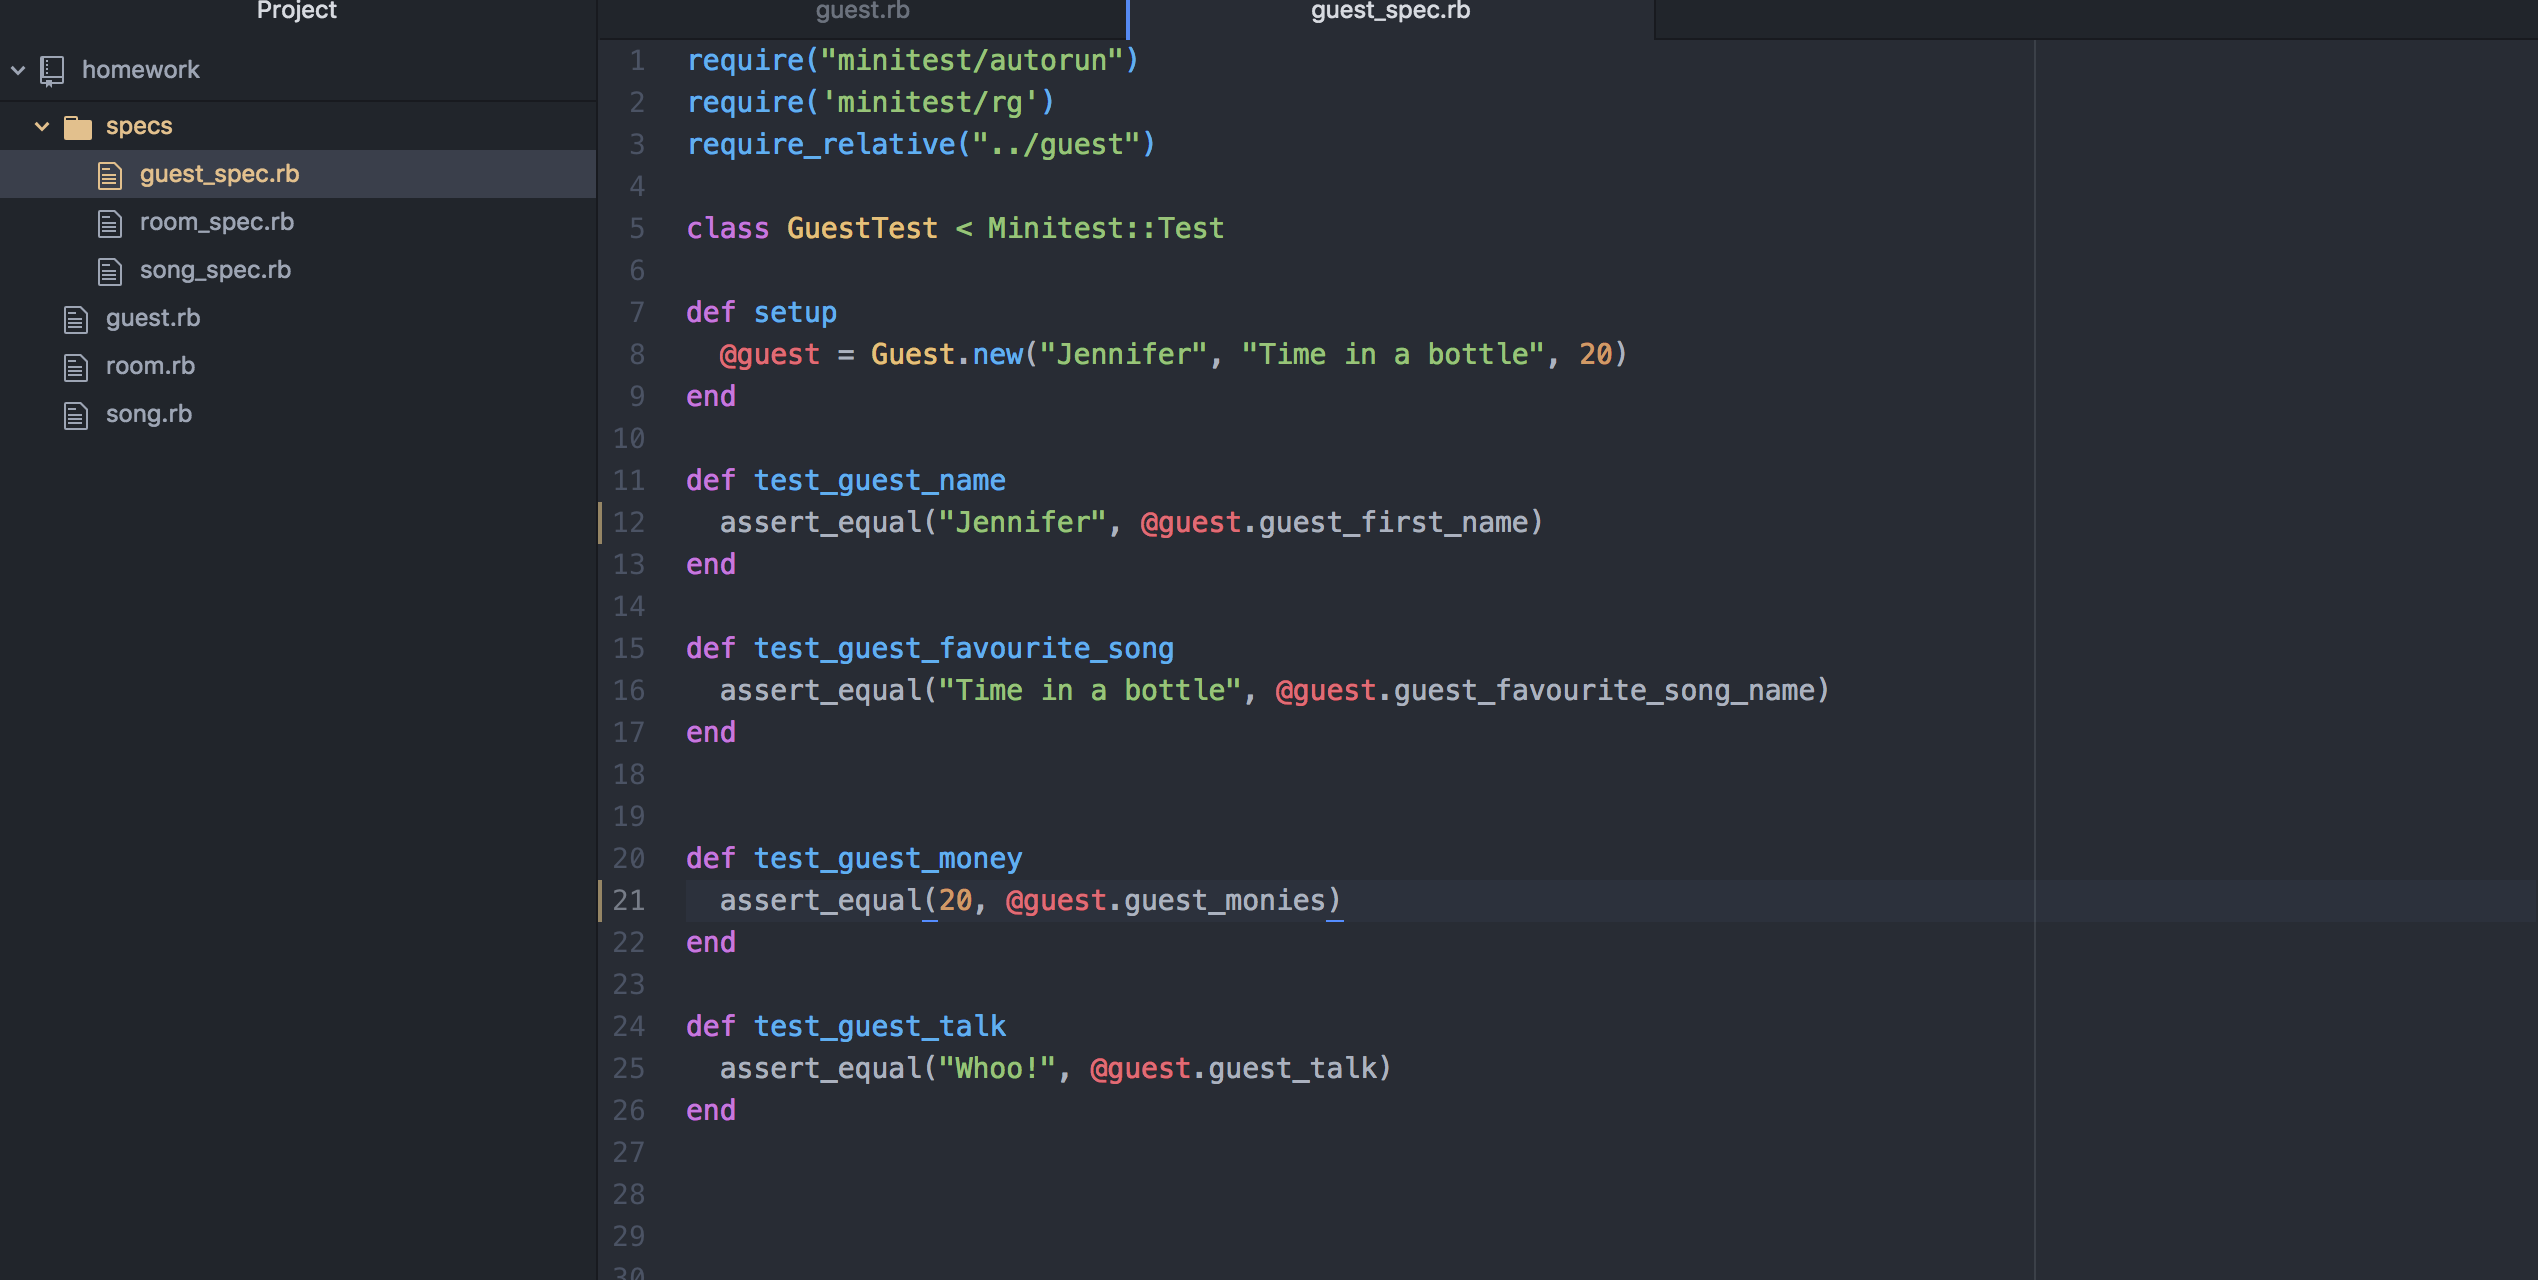 Project
homework
specs
guest_spec.rb
room_spec.rb
song_spec.rb
guest.rb
room.rb
song.rb
guest.rb
guest_spec.rb
1 require("minitest/autorun")
2 require('minitest/rg')
3 require_relative("../guest")
4
5 class GuestTest < Minitest::Test
6
7 def setup
8 @guest = Guest.new("Jennifer", "Time in a bottle", 20)
9 end
10
11 def test_guest_name
12 assert_equal("Jennifer", @guest.guest_first_name)
13 end
14
15 def test_guest_favourite_song
16 assert_equal("Time in a bottle", @guest.guest_favourite_song_name)
17 end
18
19
20 def test_guest_money
21 assert_equal(20, @guest.guest_monies)
22 end
23
24 def test_guest_talk
25 assert_equal("Whoo!", @guest.guest_talk)
26 end
27
28
29
30